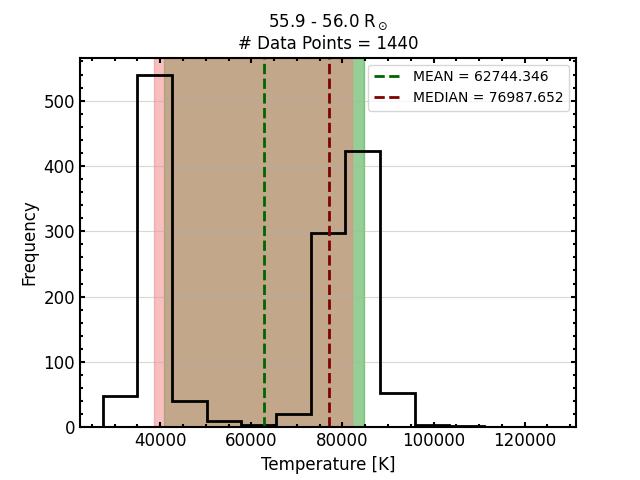 55.9 - 56.0 R⊙
# Data Points = 1440
MEAN = 62744.346
MEDIAN = 76987.652
Frequency
500
400
300
200
100
0
40000 60000 80000 100000 120000
Temperature [K]